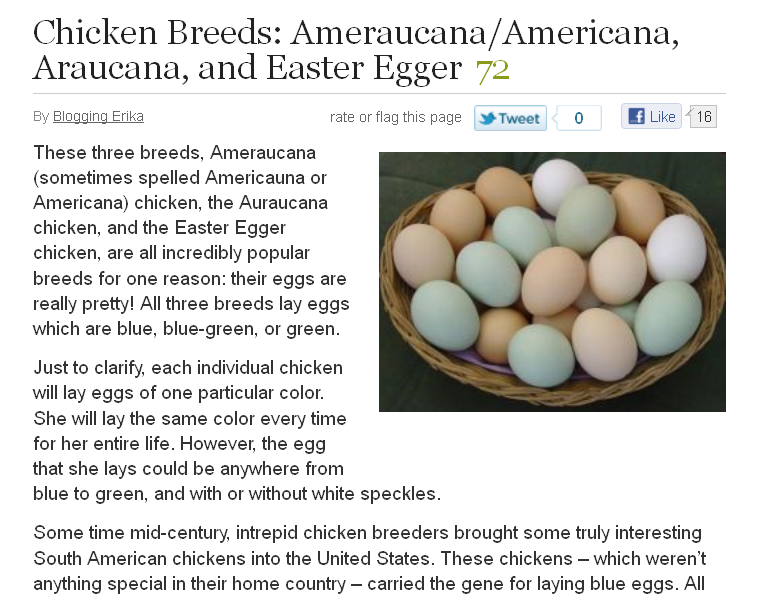 Chicken Breeds: Ameraucana/Americana,
Araucana, and Easter Egger 72
By Blogging Erika
rate or flag this page
Tweet
0
Like
16
These three breeds, Ameraucana
(sometimes spelled Americauna or
Americana) chicken, the Auraucana
chicken, and the Easter Egger
chicken, are all incredibly popular
breeds for one reason: their eggs are
really pretty! All three breeds lay eggs
which are blue, blue-green, or green.
Just to clarify, each individual chicken
will lay eggs of one particular color.
She will lay the same color every time
for her entire life. However, the egg
that she lays could be anywhere from
blue to green, and with or without white speckles.
Some time mid-century, intrepid chicken breeders brought some truly interesting
South American chickens into the United States. These chickens – which weren't
anything special in their home country – carried the gene for laying blue eggs. All